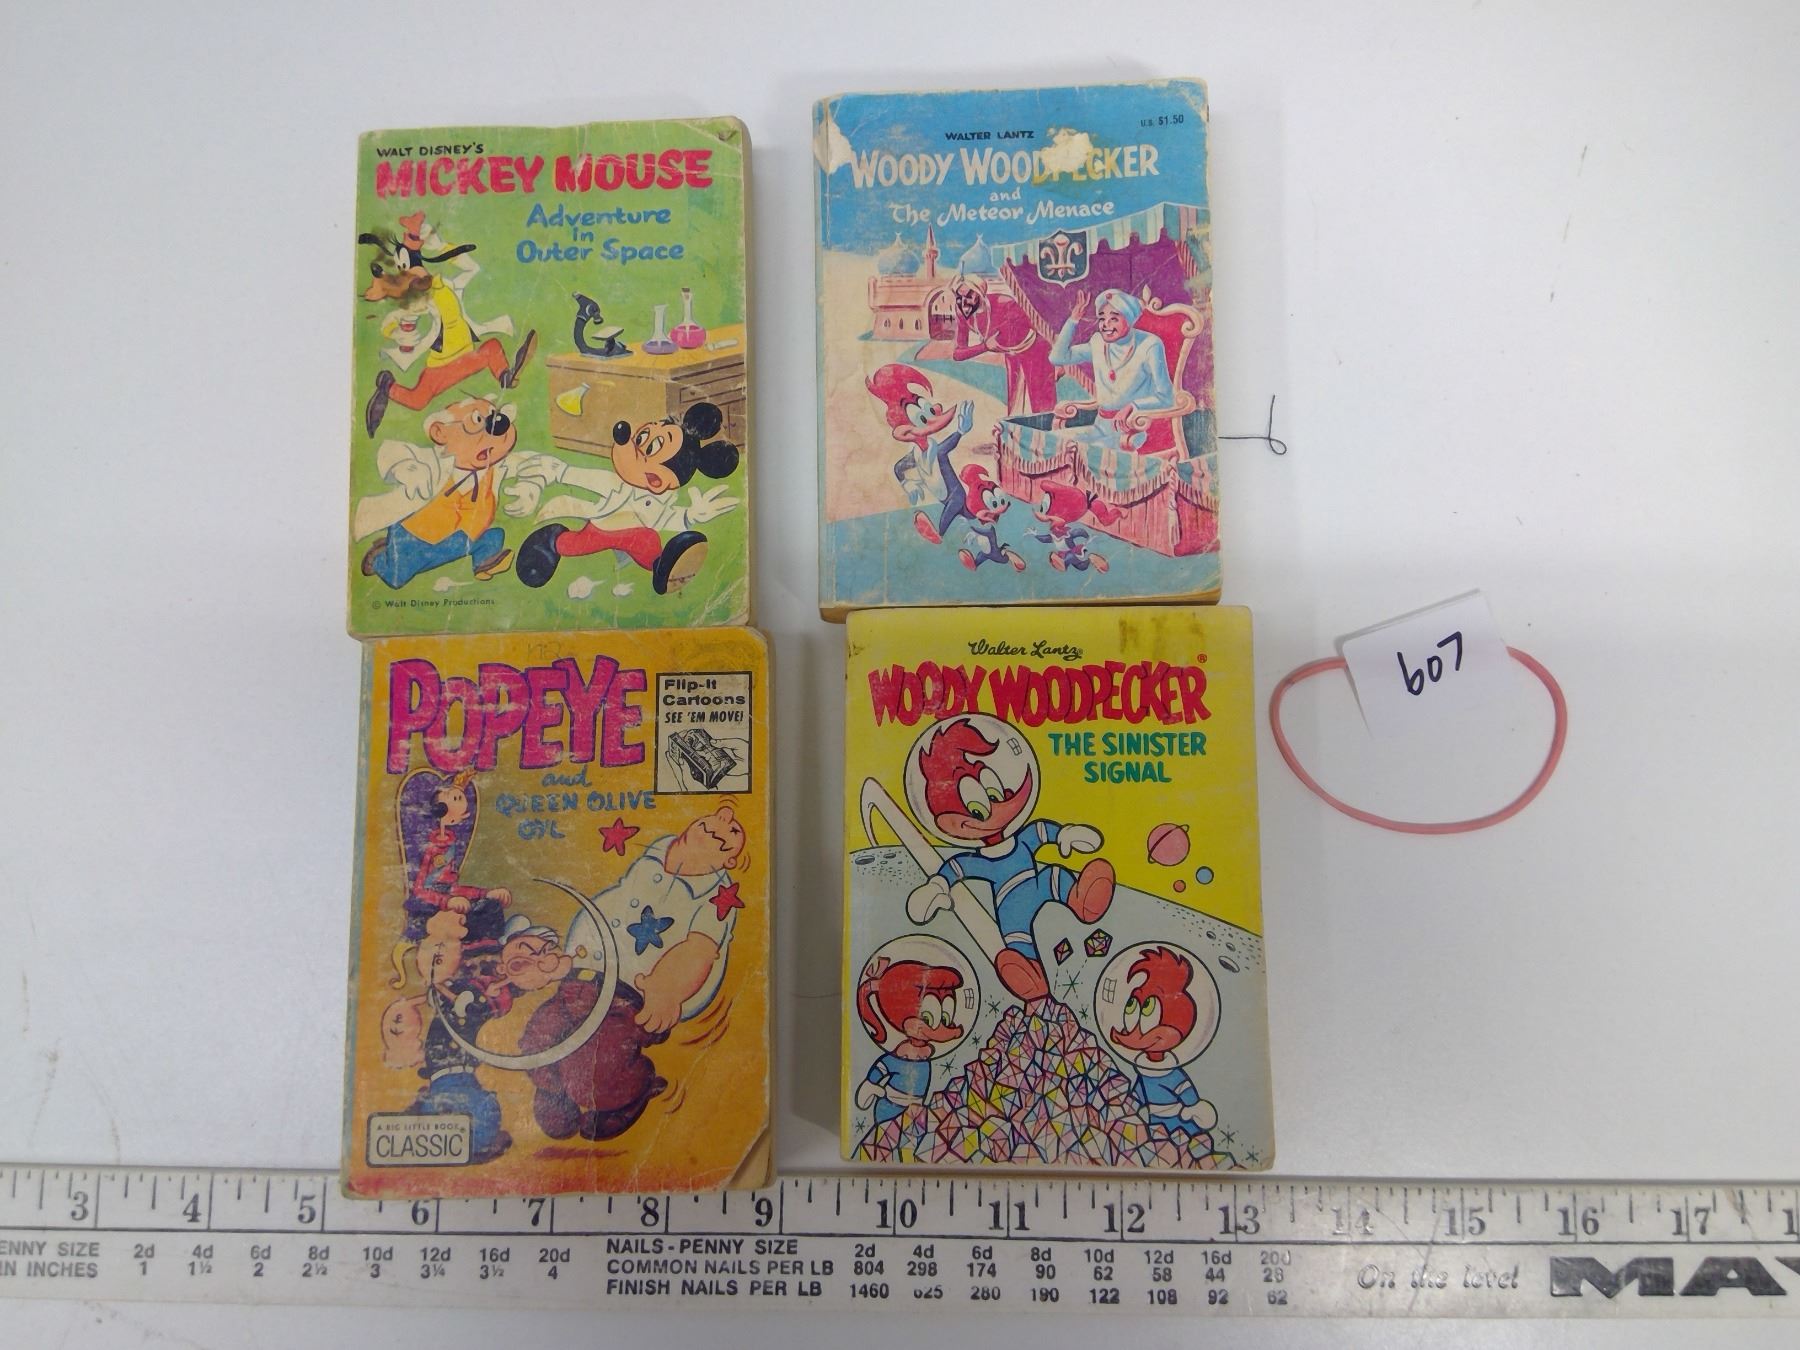 WALT DISNEY'S
MICKEY MOUSE
Adventure
in
Outer Space
© Walt Disney Productions
U.S. $1.50
WALTER LANTZ
WOODY WOODPECKER
and
The Meteor Menace
POPEYE
and
QUEEN OLIVE
OYL
Flip-It
Cartoons
SEE 'EM MOVE!
A BIG LITTLE BOOK®
CLASSIC
Walter Lantz
WOODY WOODPECKER®
THE SINISTER
SIGNAL
607
3 4 5 6 7 8 9 10 11 12 13 14 15 16 17
PENNY SIZE 2d 4d 6d 8d 10d 12d 16d 20d
IN INCHES 1 1½ 2 2½ 3 3¼ 3½ 4
NAILS - PENNY SIZE 2d 4d 6d 8d 10d 12d 16d 20d
COMMON NAILS PER LB 804 298 174 90 62 58 44 28
FINISH NAILS PER LB 1460 625 280 190 122 108 92 62
On the level